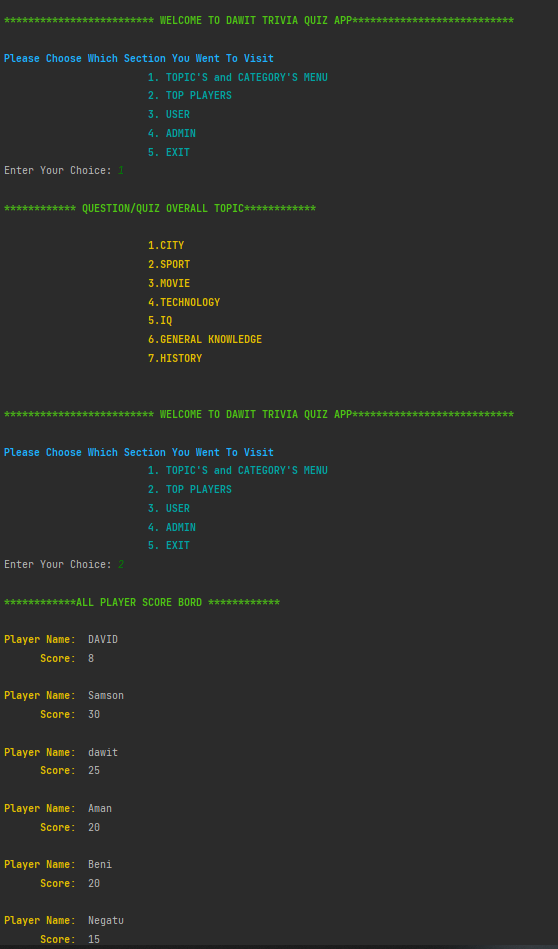 ************************* WELCOME TO DAWIT TRIVIA QUIZ APP***************************
Please Choose Which Section You Went To Visit
1. TOPIC'S and CATEGORY'S MENU
2. TOP PLAYERS
3. USER
4. ADMIN
5. EXIT
Enter Your Choice: 1
************ QUESTION/QUIZ OVERALL TOPIC************
1.CITY
2.SPORT
3.MOVIE
4.TECHNOLOGY
5.IQ
6.GENERAL KNOWLEDGE
7.HISTORY
************************* WELCOME TO DAWIT TRIVIA QUIZ APP***************************
Please Choose Which Section You Went To Visit
1. TOPIC'S and CATEGORY'S MENU
2. TOP PLAYERS
3. USER
4. ADMIN
5. EXIT
Enter Your Choice: 2
************ALL PLAYER SCORE BORD ************
Player Name: DAVID
Score: 8
Player Name: Samson
Score: 30
Player Name: dawit
Score: 25
Player Name: Aman
Score: 20
Player Name: Beni
Score: 20
Player Name: Negatu
Score: 15